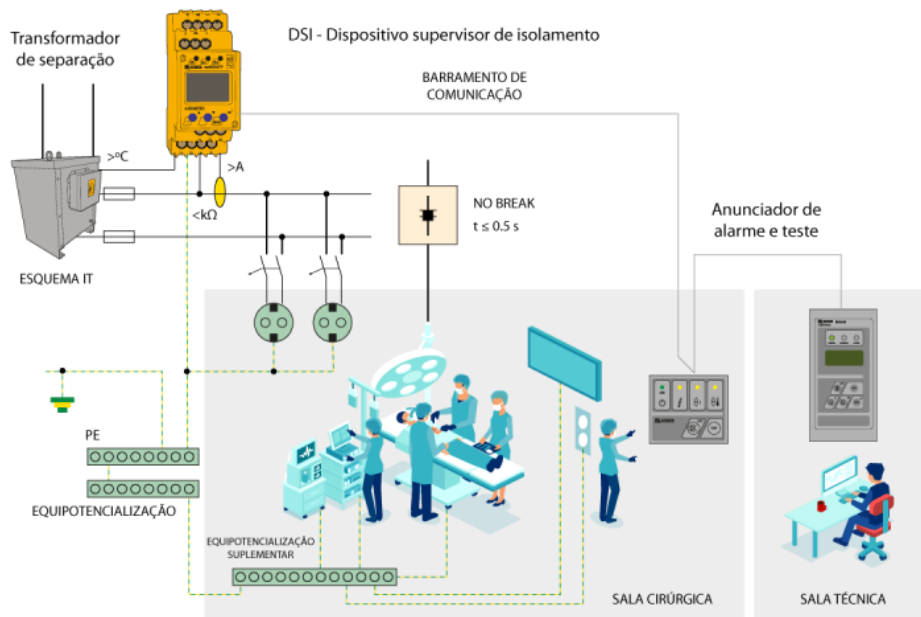 Transformador
de separação
DSI - Dispositivo supervisor de isolamento
BARRAMENTO DE
COMUNICAÇÃO
>ºC
>A
<kΩ
ESQUEMA IT
NO BREAK
t ≤ 0.5 s
Anunciador de
alarme e teste
PE
EQUIPOTENCIALIZAÇÃO
EQUIPOTENCIALIZAÇÃO
SUPLEMENTAR
SALA CIRÚRGICA
SALA TÉCNICA